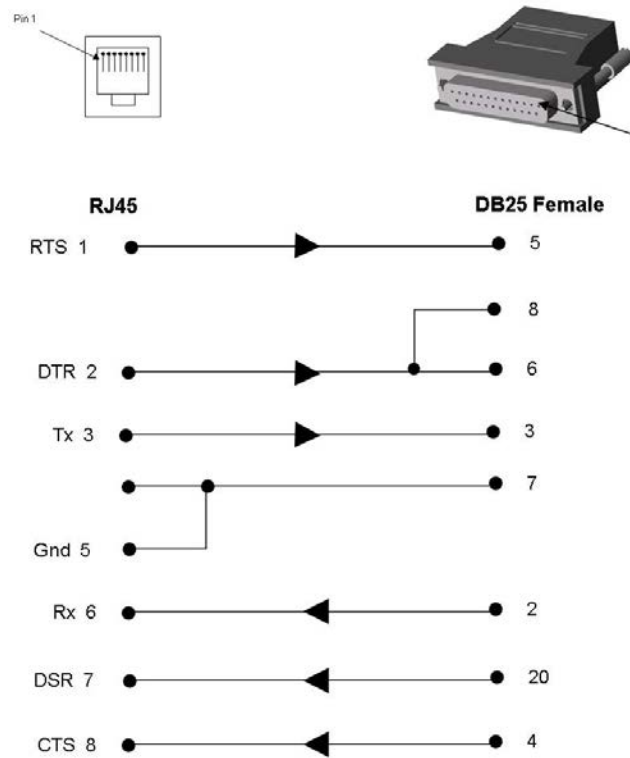 Pin 1
RJ45 DB25 Female
RTS 1 5
8
DTR 2 6
Tx 3 3
7
Gnd 5
Rx 6 2
DSR 7 20
CTS 8 4